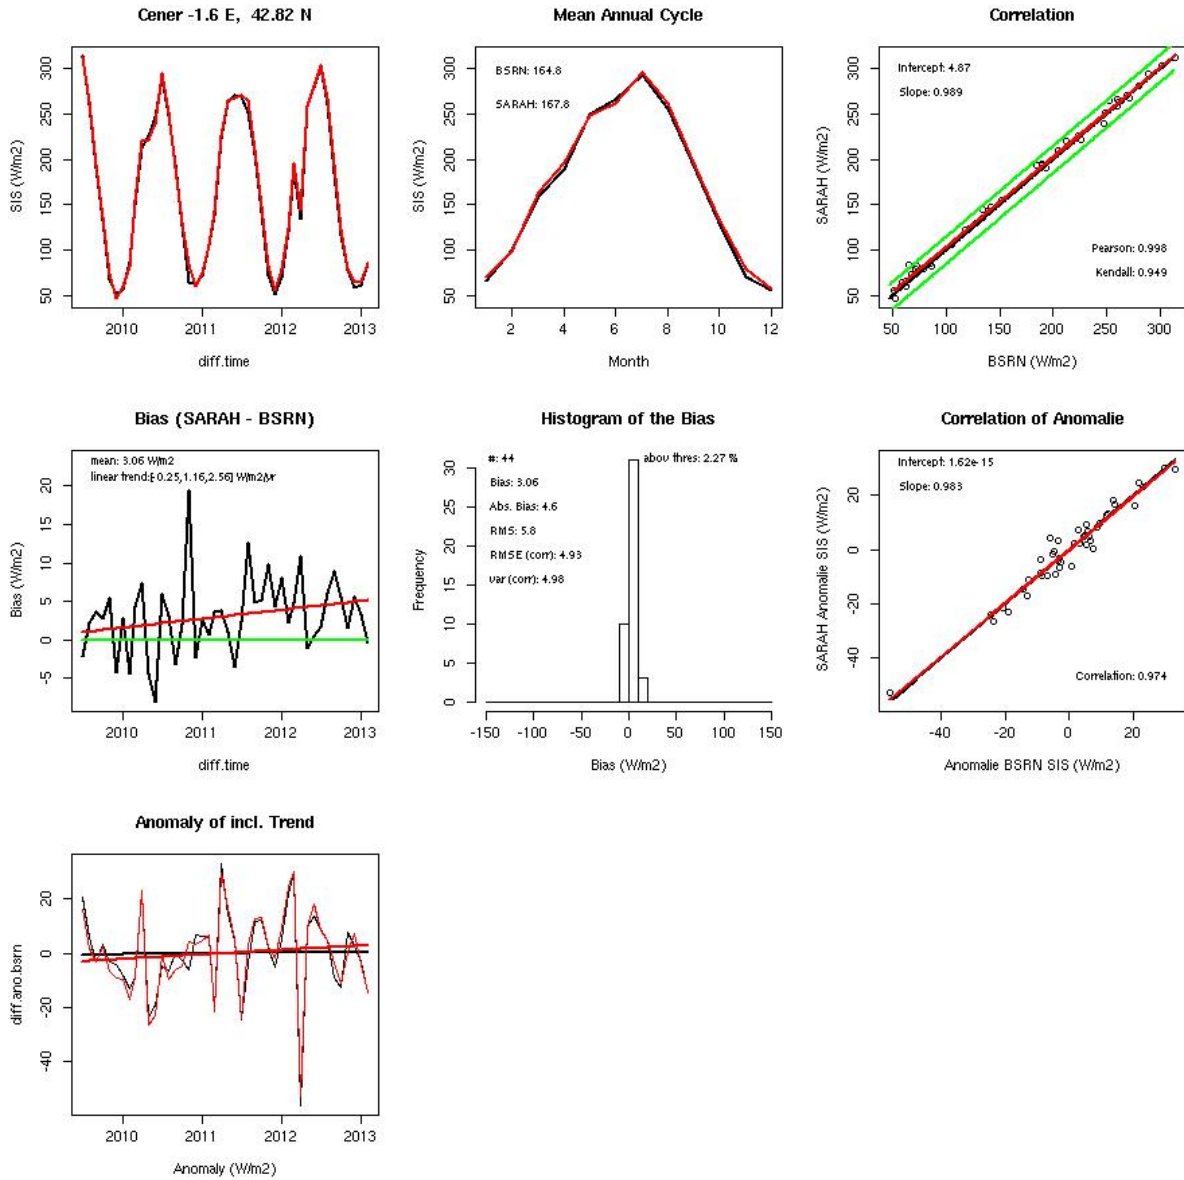 Cener -1.6 E, 42.82 N
SIS (W/m2)
300
250
200
150
100
50
2010
2011
2012
2013
diff.time
Mean Annual Cycle
BSRN: 164.8
SARAH: 167.8
SIS (W/m2)
300
250
200
150
100
50
2
4
6
8
10
12
Month
Correlation
Intercept: 4.87
Slope: 0.989
Pearson: 0.998
Kendall: 0.949
SARAH (W/m2)
300
250
200
150
100
50
50
100
150
200
250
300
BSRN (W/m2)
Bias (SARAH - BSRN)
mean: 3.06 W/m2
linear trend:[-0.25,1.16,2.56] W/m2/yr
Bias (W/m2)
20
15
10
5
0
-5
2010
2011
2012
2013
diff.time
Histogram of the Bias
#: 44
abov thres: 2.27 %
Bias: 3.06
Abs. Bias: 4.6
RMS: 5.8
RMSE (corr): 4.93
var (corr): 4.98
Frequency
30
25
20
15
10
5
0
-150
-100
-50
0
50
100
150
Bias (W/m2)
Correlation of Anomalie
Intercept: 1.62e-15
Slope: 0.983
Correlation: 0.974
SARAH Anomalie SIS (W/m2)
20
0
-20
-40
-40
-20
0
20
Anomalie BSRN SIS (W/m2)
Anomaly of incl. Trend
diff.ano.bsrn
20
0
-20
-40
2010
2011
2012
2013
Anomaly (W/m2)